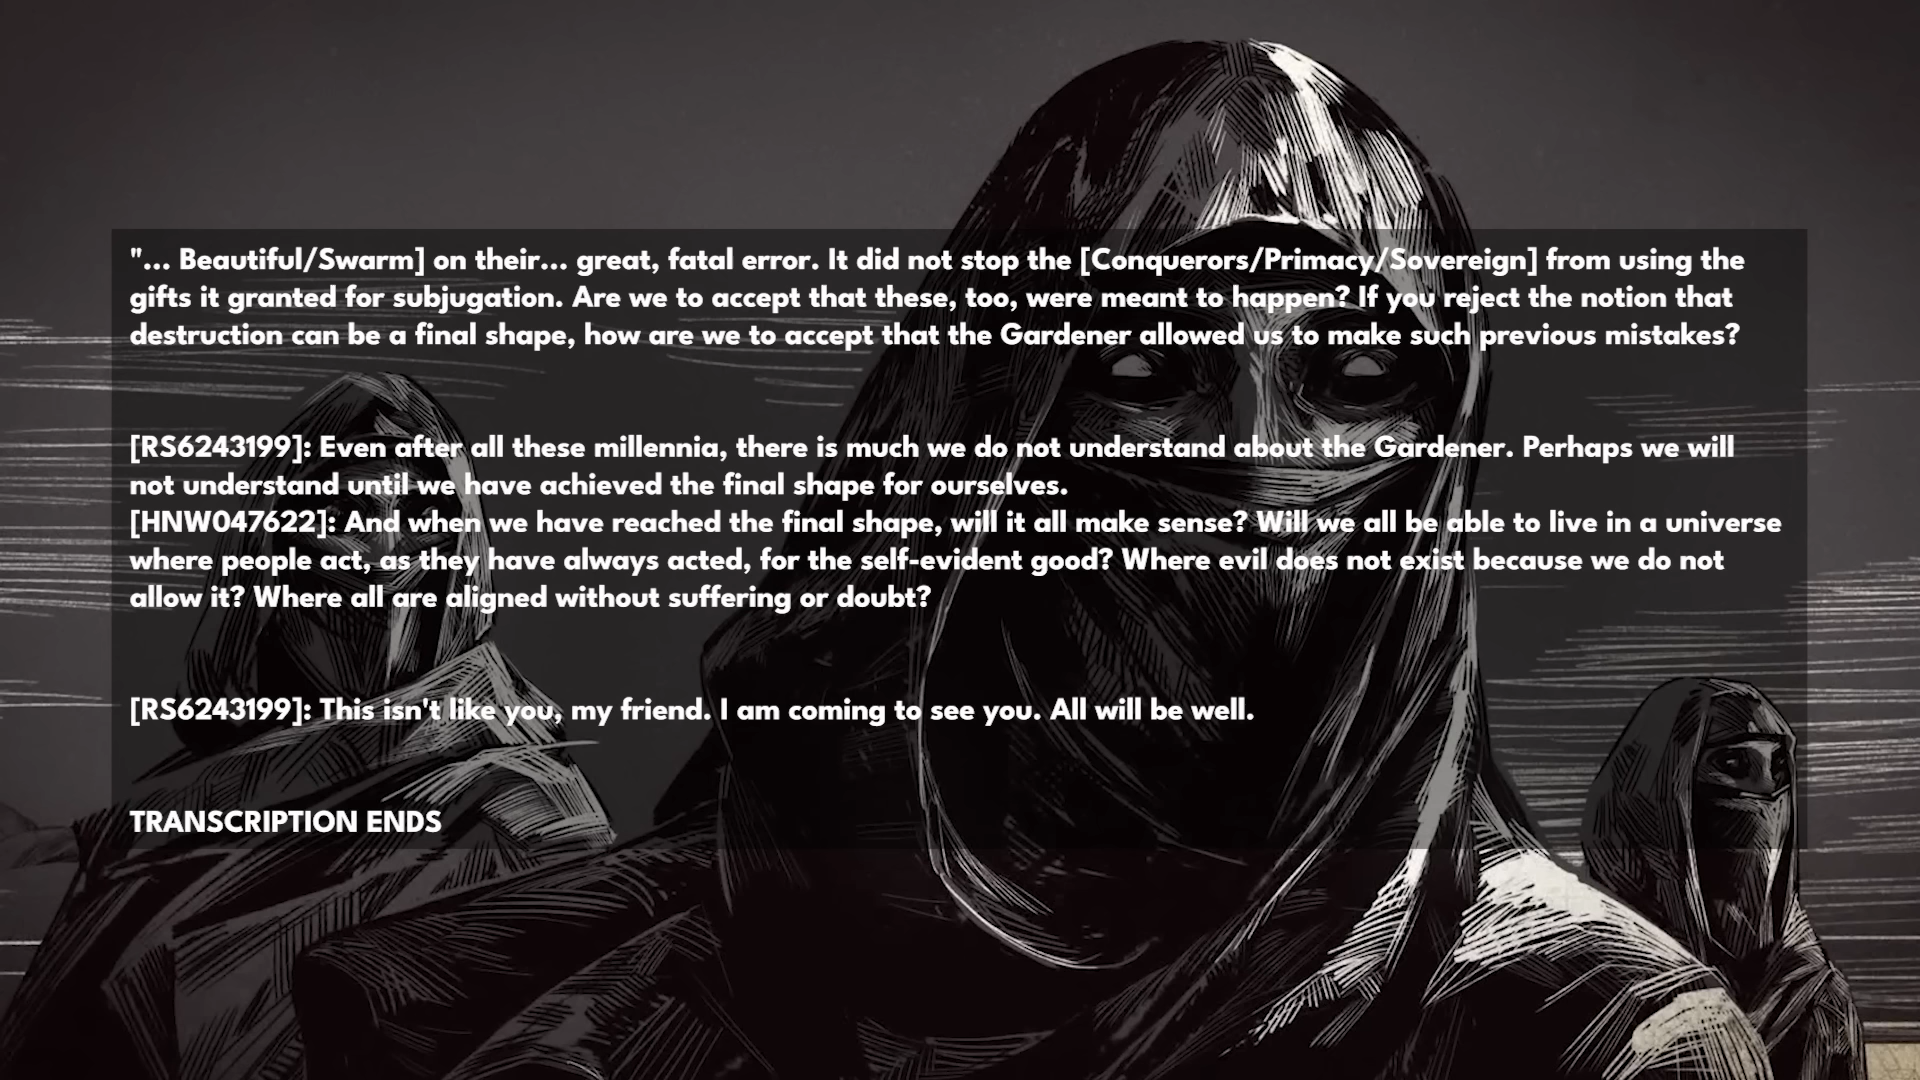 "... Beautiful/Swarm] on their... great, fatal error. It did not stop the [Conquerors/Primacy/Sovereign] from using the
gifts it granted for subjugation. Are we to accept that these, too, were meant to happen? If you reject the notion that
destruction can be a final shape, how are we to accept that the Gardener allowed us to make such previous mistakes?
[RS6243199]: Even after all these millennia, there is much we do not understand about the Gardener. Perhaps we will
not understand until we have achieved the final shape for ourselves.
[HNW047622]: And when we have reached the final shape, will it all make sense? Will we all be able to live in a universe
where people act, as they have always acted, for the self-evident good? Where evil does not exist because we do not
allow it? Where all are aligned without suffering or doubt?
[RS6243199]: This isn't like you, my friend. I am coming to see you. All will be well.
TRANSCRIPTION ENDS